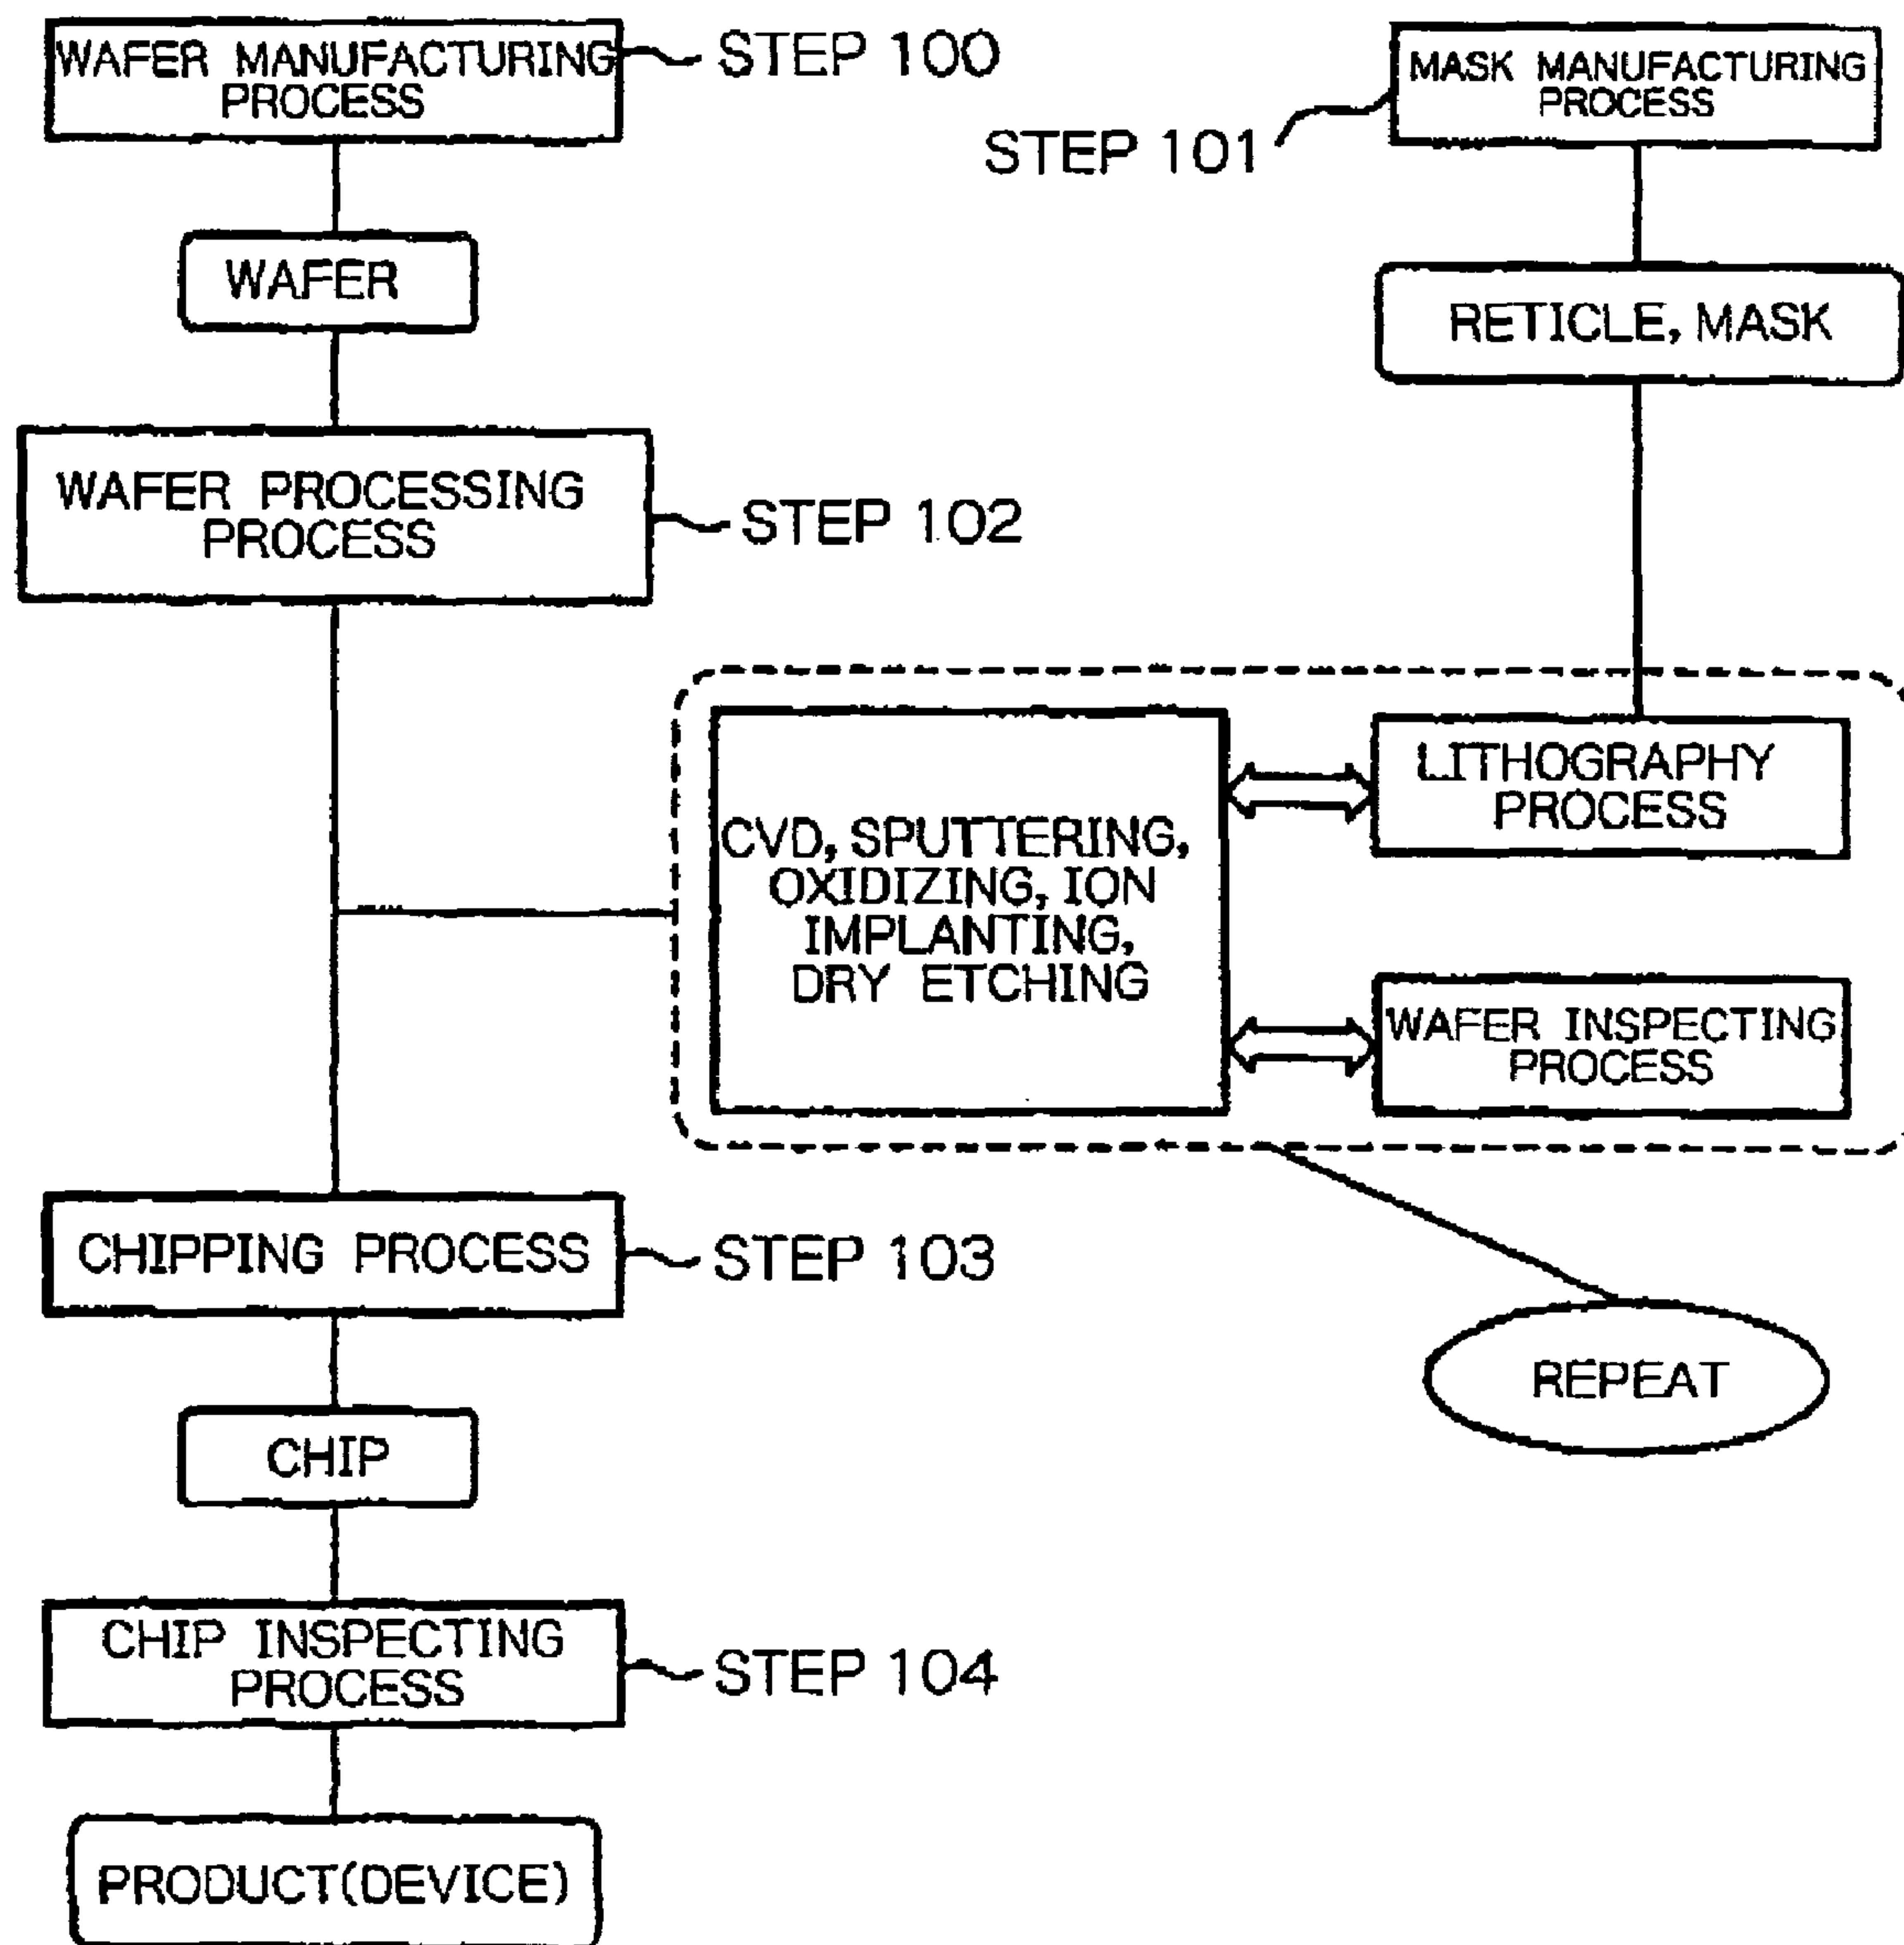 WAFER MANUFACTURING
PROCESS
STEP 100
MASK MANUFACTURING
PROCESS
STEP 101
WAFER
RETICLE, MASK
WAFER PROCESSING
PROCESS
STEP 102
LITHOGRAPHY
PROCESS
CVD, SPUTTERING,
OXIDIZING, ION
IMPLANTING,
DRY ETCHING
WAFER INSPECTING
PROCESS
CHIPPING PROCESS
STEP 103
REPEAT
CHIP
CHIP INSPECTING
PROCESS
STEP 104
PRODUCT(DEVICE)